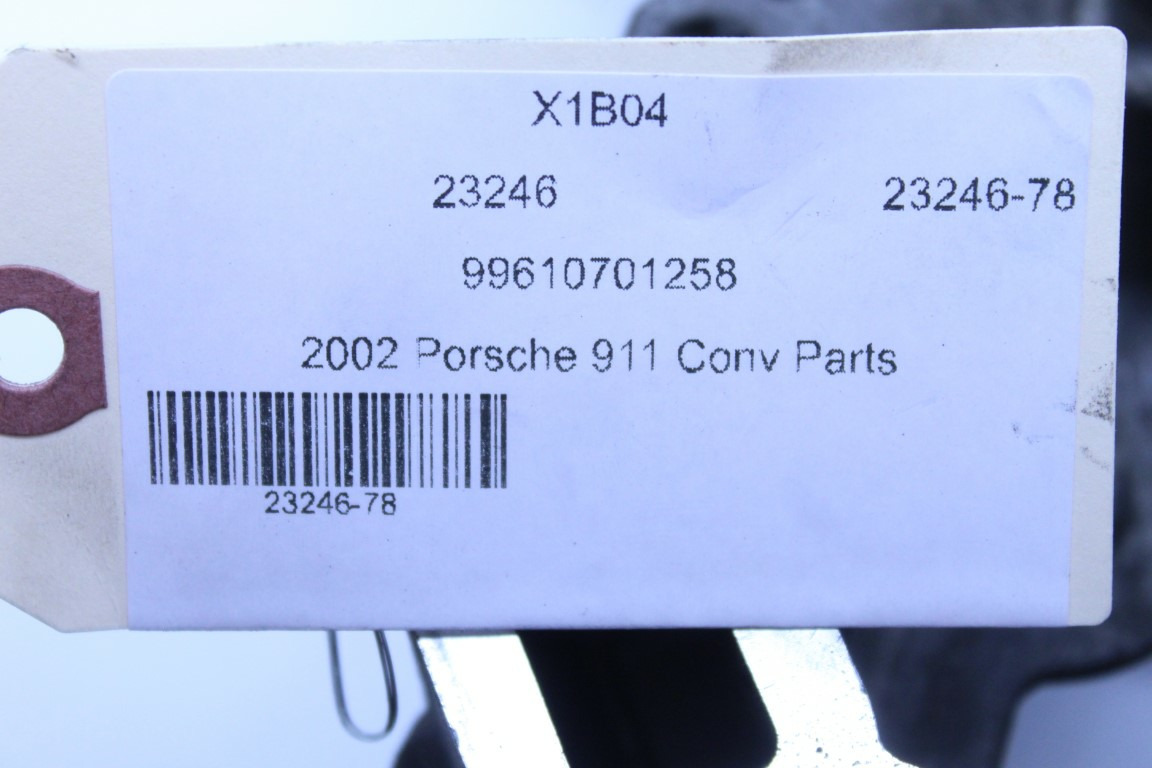 X1B04
23246 23246-78
99610701258
2002 Porsche 911 Conv Parts
23246-78